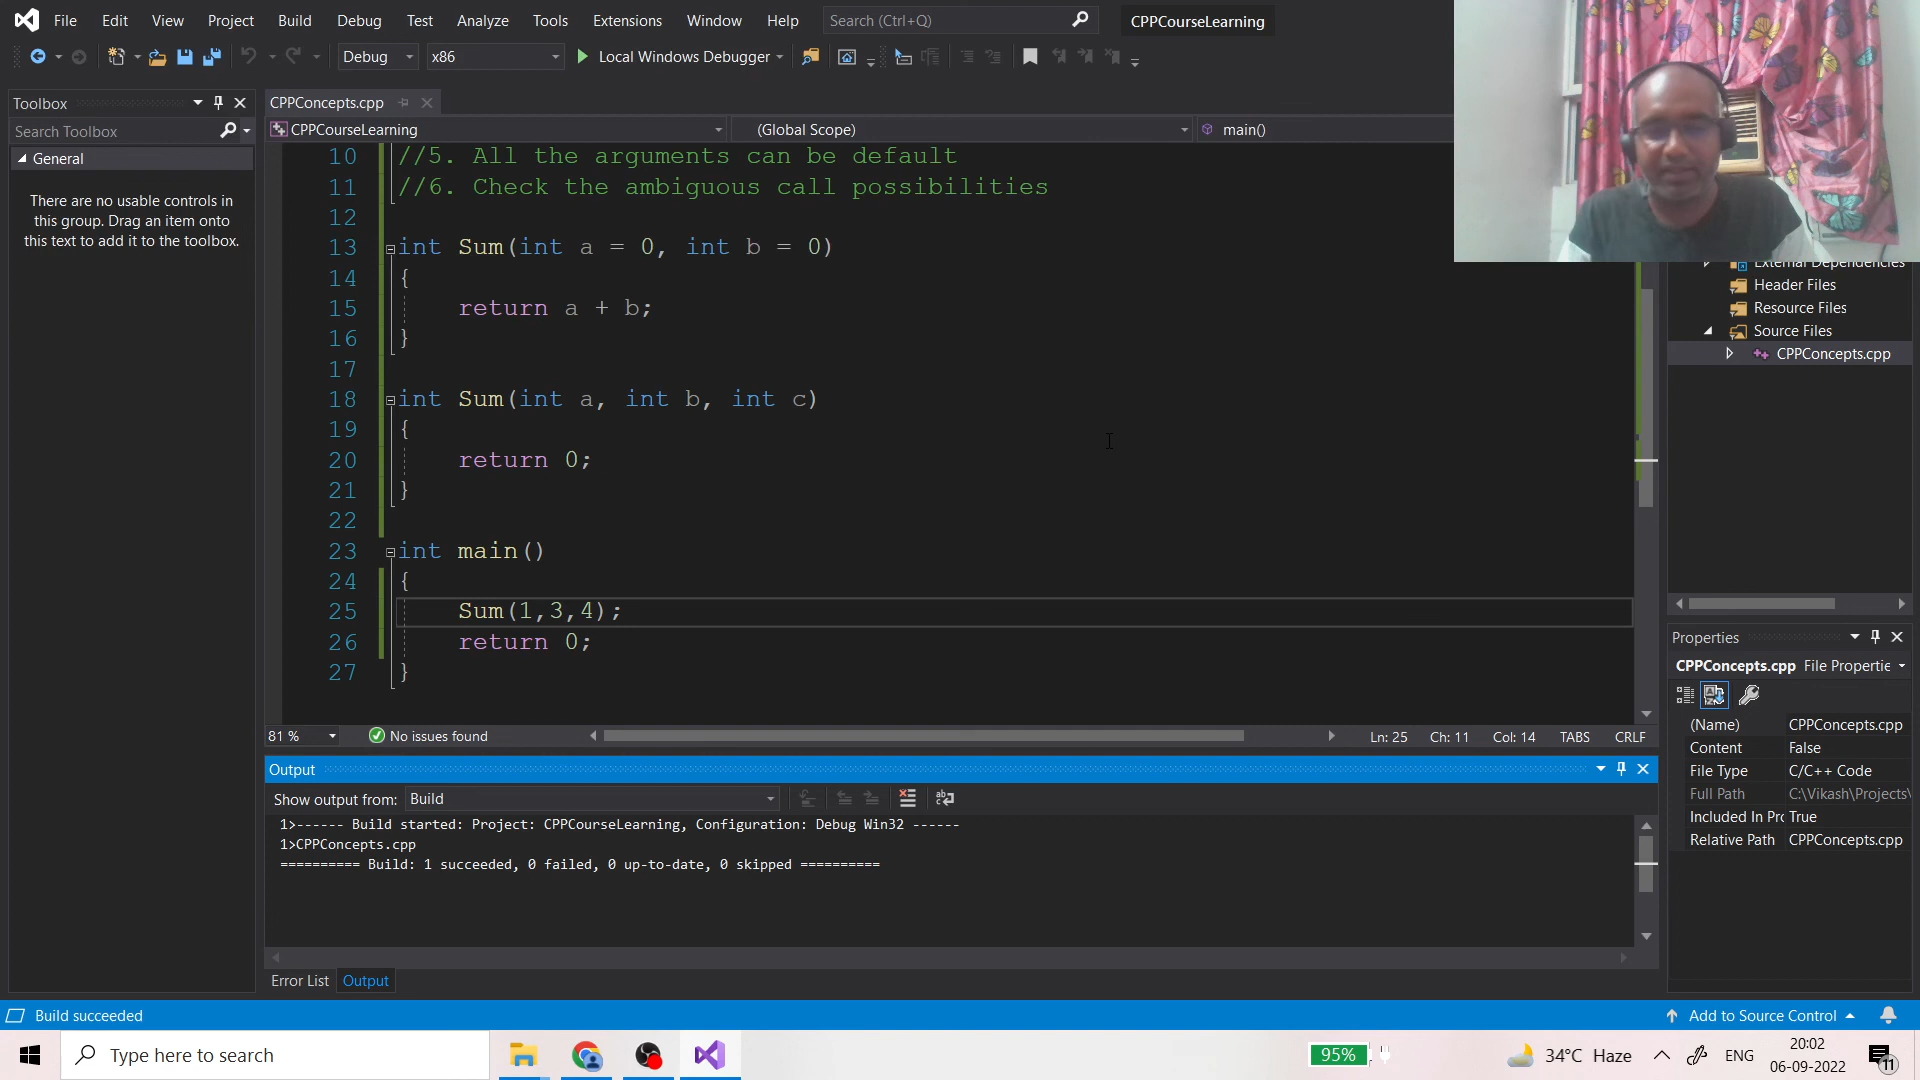 File Edit View Project Build Debug Test Analyze Tools Extensions Window Help Search (Ctrl+Q) CPPCourseLearning
Debug x86 Local Windows Debugger
Toolbox
Search Toolbox
General
There are no usable controls in
this group. Drag an item onto
this text to add it to the toolbox.
CPPConcepts.cpp
CPPCourseLearning (Global Scope) main()
10 //5. All the arguments can be default
11 //6. Check the ambiguous call possibilities
12
13 int Sum(int a = 0, int b = 0)
14 {
15 return a + b;
16 }
17
18 int Sum(int a, int b, int c)
19 {
20 return 0;
21 }
22
23 int main()
24 {
25 Sum(1,3,4);
26 return 0;
27 }
81 % No issues found Ln: 25 Ch: 11 Col: 14 TABS CRLF
Output
Show output from: Build
1>------ Build started: Project: CPPCourseLearning, Configuration: Debug Win32 ------
1>CPPConcepts.cpp
========== Build: 1 succeeded, 0 failed, 0 up-to-date, 0 skipped ==========
Error List Output
External Dependencies
Header Files
Resource Files
Source Files
CPPConcepts.cpp
Properties
CPPConcepts.cpp File Propertie
(Name) CPPConcepts.cpp
Content False
File Type C/C++ Code
Full Path C:\Vikash\Projects\
Included In Prc True
Relative Path CPPConcepts.cpp
Build succeeded Add to Source Control
Type here to search 95% 34°C Haze ENG 20:02
06-09-2022 11